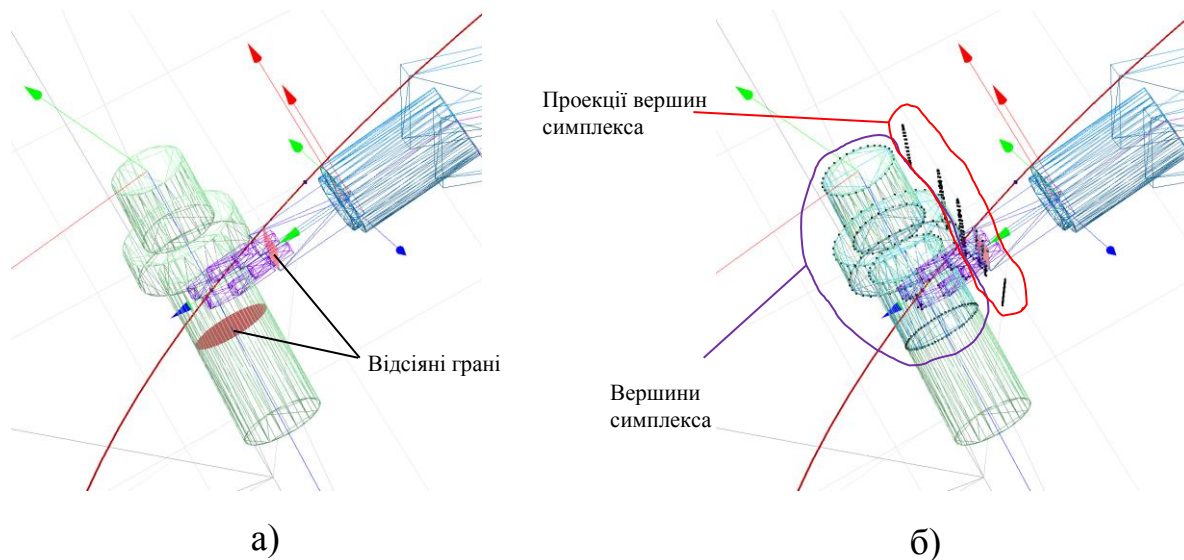 Відсіяні грані
Проекції вершин
симплекса
Вершини
симплекса
а)
б)